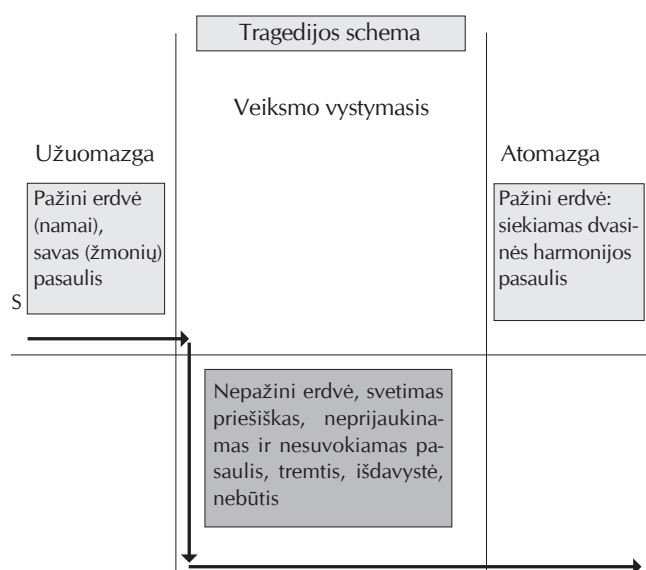 Tragedijos schema
Veiksmo vystymasis
Užuomazga
Atomazga
Pažini erdvė
(namai),
savas (žmonių)
pasaulis
Pažini erdvė:
siekiamas dvasi-
nės harmonijos
pasaulis
S
Nepažini erdvė, svetimas
priešiškas, neprijaukina-
mas ir nesuvokiamas pa-
saulis, tremtis, išdavystė,
nebūtis